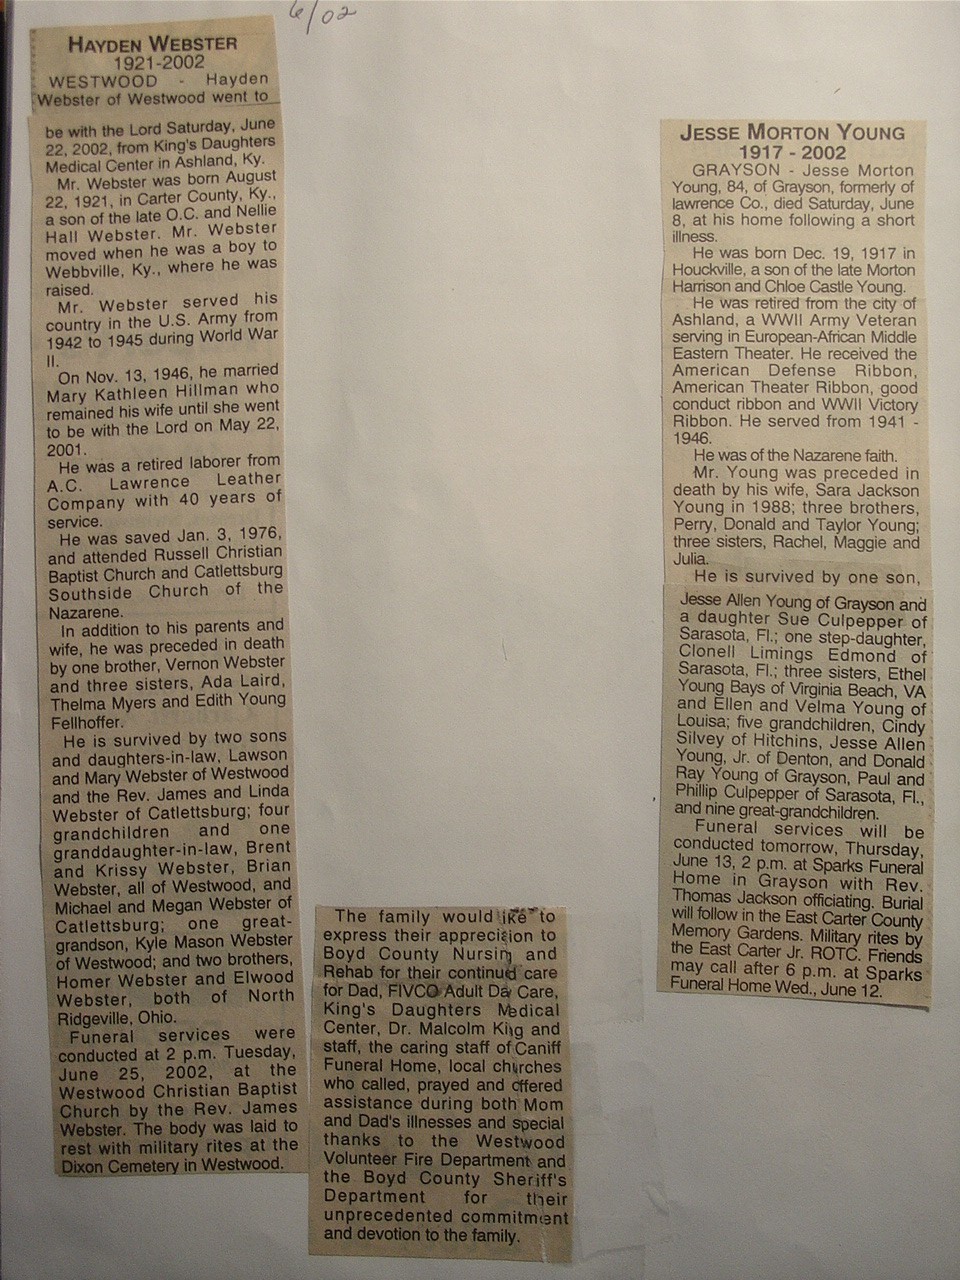 6/02
HAYDEN WEBSTER
1921-2002
WESTWOOD - Hayden
Webster of Westwood went to
be with the Lord Saturday, June
22, 2002, from King's Daughters
Medical Center in Ashland, Ky.
Mr. Webster was born August
22, 1921, in Carter County, Ky.,
a son of the late O.C. and Nellie
Hall Webster. Mr. Webster
moved when he was a boy to
Webbville, Ky., where he was
raised.
Mr. Webster served his
country in the U.S. Army from
1942 to 1945 during World War
II.
On Nov. 13, 1946, he married
Mary Kathleen Hillman who
remained his wife until she went
to be with the Lord on May 22,
2001.
He was a retired laborer from
A.C. Lawrence Leather
Company with 40 years of
service.
He was saved Jan. 3, 1976,
and attended Russell Christian
Baptist Church and Catlettsburg
Southside Church of the
Nazarene.
In addition to his parents and
wife, he was preceded in death
by one brother, Vernon Webster
and three sisters, Ada Laird,
Thelma Myers and Edith Young
Fellhoffer.
He is survived by two sons
and daughters-in-law, Lawson
and Mary Webster of Westwood
and the Rev. James and Linda
Webster of Catlettsburg; four
grandchildren and one
granddaughter-in-law, Brent
and Krissy Webster, Brian
Webster, all of Westwood, and
Michael and Megan Webster of
Catlettsburg; one great-
grandson, Kyle Mason Webster
of Westwood; and two brothers,
Homer Webster and Elwood
Webster, both of North
Ridgeville, Ohio.
Funeral services were
conducted at 2 p.m. Tuesday,
June 25, 2002, at the
Westwood Christian Baptist
Church by the Rev. James
Webster. The body was laid to
rest with military rites at the
Dixon Cemetery in Westwood.
The family would like to
express their appreciation to
Boyd County Nursing and
Rehab for their continued care
for Dad, FIVCO Adult Day Care,
King's Daughters Medical
Center, Dr. Malcolm King and
staff, the caring staff of Caniff
Funeral Home, local churches
who called, prayed and offered
assistance during both Mom
and Dad's illnesses and special
thanks to the Westwood
Volunteer Fire Department and
the Boyd County Sheriff's
Department for their
unprecedented commitment
and devotion to the family.
JESSE MORTON YOUNG
1917 - 2002
GRAYSON - Jesse Morton
Young, 84, of Grayson, formerly of
lawrence Co., died Saturday, June
8, at his home following a short
illness.
He was born Dec. 19, 1917 in
Houckville, a son of the late Morton
Harrison and Chloe Castle Young.
He was retired from the city of
Ashland, a WWII Army Veteran
serving in European-African Middle
Eastern Theater. He received the
American Defense Ribbon,
American Theater Ribbon, good
conduct ribbon and WWII Victory
Ribbon. He served from 1941 -
1946.
He was of the Nazarene faith.
Mr. Young was preceded in
death by his wife, Sara Jackson
Young in 1988; three brothers,
Perry, Donald and Taylor Young;
three sisters, Rachel, Maggie and
Julia.
He is survived by one son,
Jesse Allen Young of Grayson and
a daughter Sue Culpepper of
Sarasota, Fl.; one step-daughter,
Clonell Limings Edmond of
Sarasota, Fl.; three sisters, Ethel
Young Bays of Virginia Beach, VA
and Ellen and Velma Young of
Louisa; five grandchildren, Cindy
Silvey of Hitchins, Jesse Allen
Young, Jr. of Denton, and Donald
Ray Young of Grayson, Paul and
Phillip Culpepper of Sarasota, Fl.,
and nine great-grandchildren.
Funeral services will be
conducted tomorrow, Thursday,
June 13, 2 p.m. at Sparks Funeral
Home in Grayson with Rev.
Thomas Jackson officiating. Burial
will follow in the East Carter County
Memory Gardens. Military rites by
the East Carter Jr. ROTC. Friends
may call after 6 p.m. at Sparks
Funeral Home Wed., June 12.